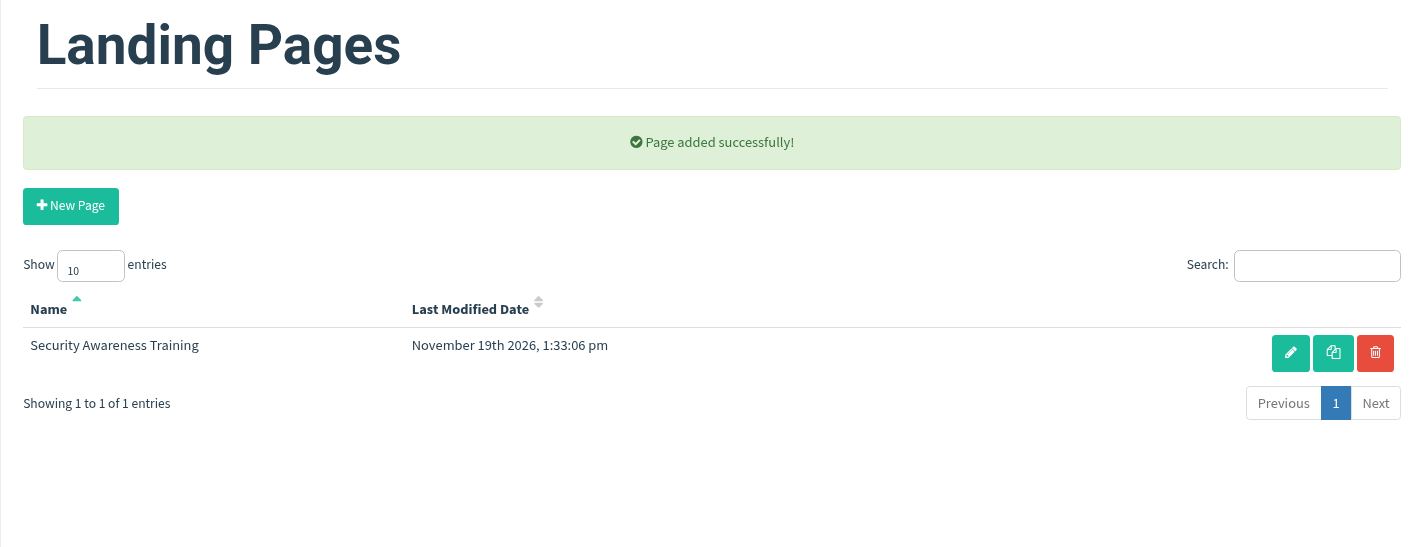 Landing Pages
Page added successfully!
New Page
Show 10 entries
Search:
Name Last Modified Date
Security Awareness Training November 19th 2026, 1:33:06 pm
Showing 1 to 1 of 1 entries
Previous 1 Next